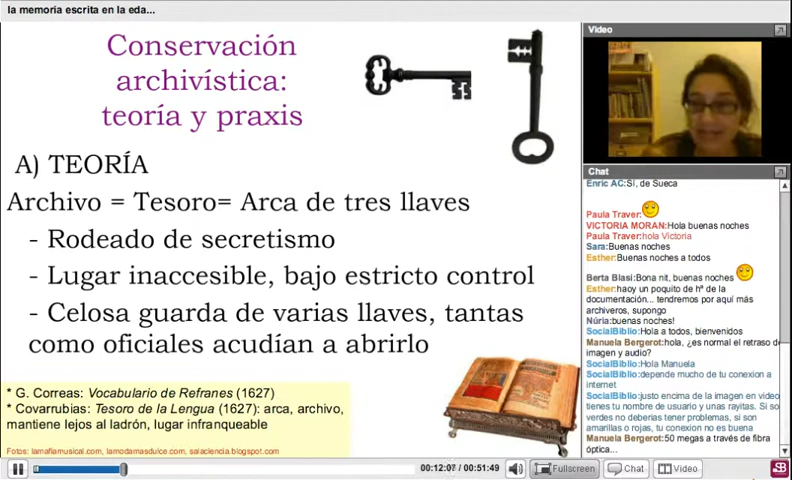 la memoria escrita en la eda...
Conservación
archivística:
teoría y praxis
A) TEORÍA
Archivo = Tesoro= Arca de tres llaves
- Rodeado de secretismo
- Lugar inaccesible, bajo estricto control
- Celosa guarda de varias llaves, tantas
como oficiales acudían a abrirlo
* G. Correas: Vocabulario de Refranes (1627)
* Covarrubias: Tesoro de la Lengua (1627): arca, archivo,
mantiene lejos al ladrón, lugar infranqueable
Fotos: lamafiamusical.com, lamodamasdulce.com, salaciencia.blogspot.com
Video
Chat
Enric AC:Sí, de Sueca
Paula Traver:
VICTORIA MORAN:Hola buenas noches
Paula Traver:hola Victoria
Sara:Buenas noches
Esther:Buenas noches a todos
Berta Blasi:Bona nit, buenas noches
Esther:haoy un poquito de hª de la
documentación... tendremos por aquí más
archiveros, supongo
Núria:buenas noches!
SocialBiblio:Hola a todos, bienvenidos
Manuela Bergerot:hola, ¿es normal el retraso de
imagen y audio?
SocialBiblio:Hola Manuela
SocialBiblio:depende mucho de tu conexion a
internet
SocialBiblio:justo encima de la imagen en video
tienes tu nombre de usuario y unas rayitas. Si so
verdes no deberias tener problemas, si son
amarillas o rojas, tu conexion no es buena
Manuela Bergerot:50 megas a través de fibra
óptica...
00:12:07 / 00:51:49
Fullscreen
Chat
Video
SB